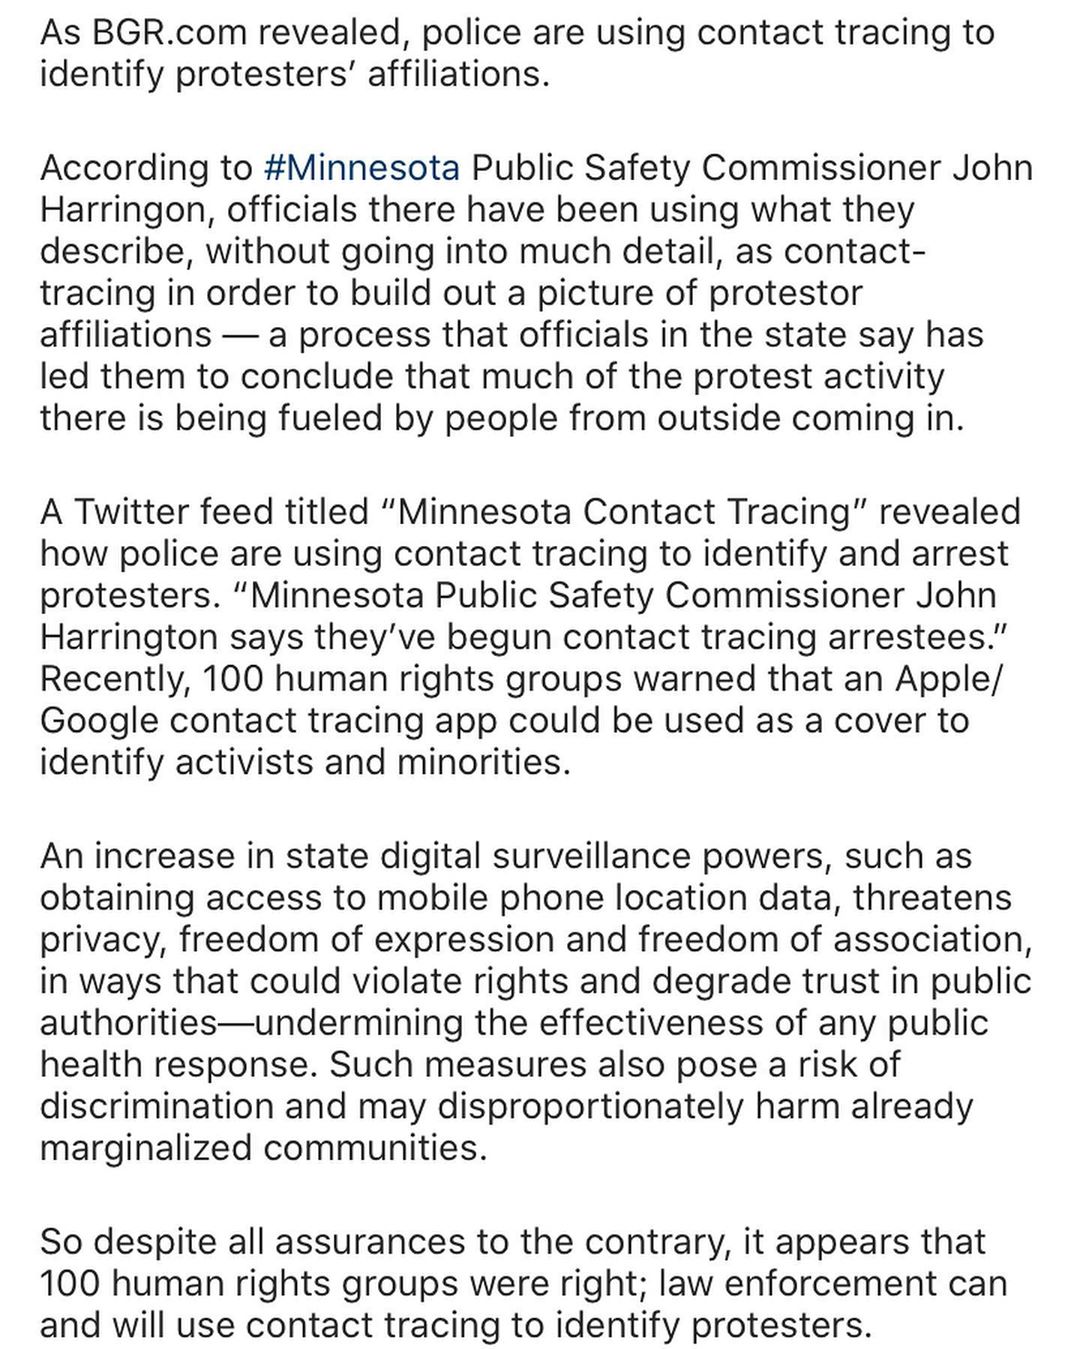 As BGR.com revealed, police are using contact tracing to
identify protesters’ affiliations.
According to #Minnesota Public Safety Commissioner John
Harringon, officials there have been using what they
describe, without going into much detail, as contact-
tracing in order to build out a picture of protestor
affiliations — a process that officials in the state say has
led them to conclude that much of the protest activity
there is being fueled by people from outside coming in.
A Twitter feed titled “Minnesota Contact Tracing” revealed
how police are using contact tracing to identify and arrest
protesters. “Minnesota Public Safety Commissioner John
Harrington says they’ve begun contact tracing arrestees.”
Recently, 100 human rights groups warned that an Apple/
Google contact tracing app could be used as a cover to
identify activists and minorities.
An increase in state digital surveillance powers, such as
obtaining access to mobile phone location data, threatens
privacy, freedom of expression and freedom of association,
in ways that could violate rights and degrade trust in public
authorities—undermining the effectiveness of any public
health response. Such measures also pose a risk of
discrimination and may disproportionately harm already
marginalized communities.
So despite all assurances to the contrary, it appears that
100 human rights groups were right; law enforcement can
and will use contact tracing to identify protesters.